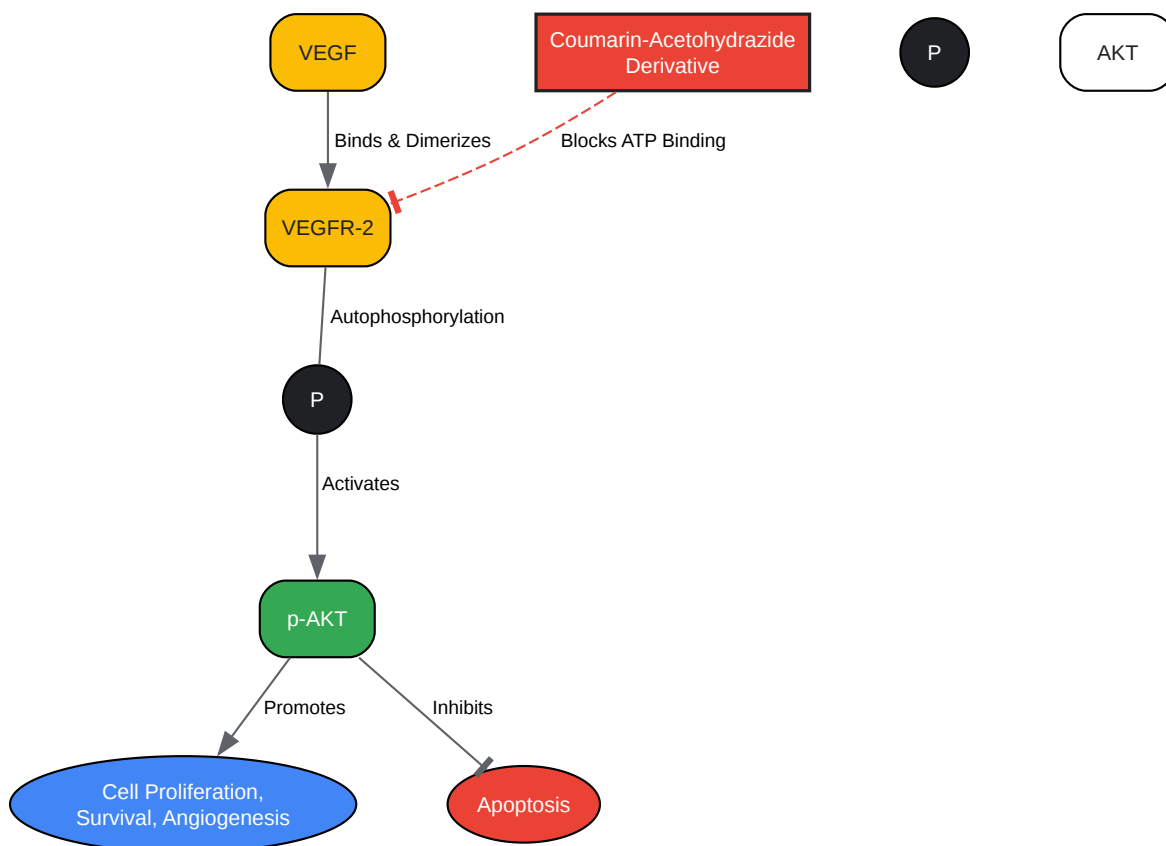 VEGF
Coumarin-Acetohydrazide
Derivative
P
AKT
Binds & Dimerizes
Blocks ATP Binding
VEGFR-2
Autophosphorylation
P
Activates
p-AKT
Promotes
Inhibits
Cell Proliferation,
Survival, Angiogenesis
Apoptosis